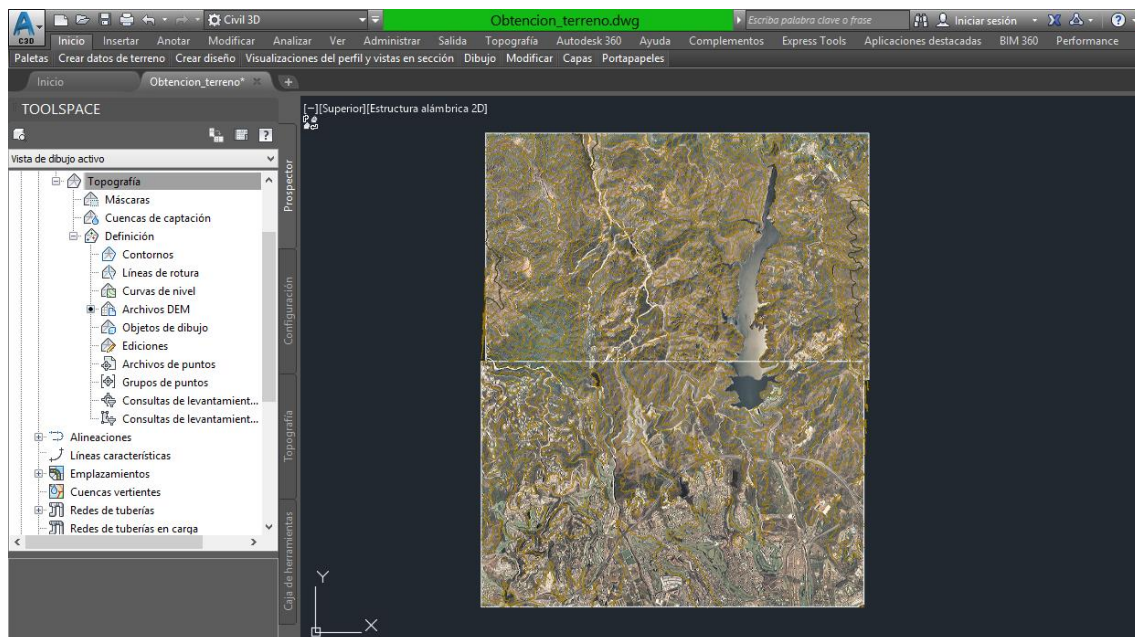 Civil 3D
Obtencion_terreno.dwg
Escriba palabra clave o frase
Iniciar sesión
C3D
Inicio Insertar Anotar Modificar Analizar Ver Administrar Salida Topografía Autodesk 360 Ayuda Complementos Express Tools Aplicaciones destacadas BIM 360 Performance
Paletas Crear datos de terreno Crear diseño Visualizaciones del perfil y vistas en sección Dibujo Modificar Capas Portapapeles
Inicio Obtencion_terreno*
TOOLSPACE
[−][Superior][Estructura alámbrica 2D]
Vista de dibujo activo
Topografía
Máscaras
Cuencas de captación
Definición
Contornos
Líneas de rotura
Curvas de nivel
Archivos DEM
Objetos de dibujo
Ediciones
Archivos de puntos
Grupos de puntos
Consultas de levantamient...
Consultas de levantamient...
Alineaciones
Líneas características
Emplazamientos
Cuencas vertientes
Redes de tuberías
Redes de tuberías en carga
Prospector
Configuración
Topografía
Caja de herramientas
Y
X